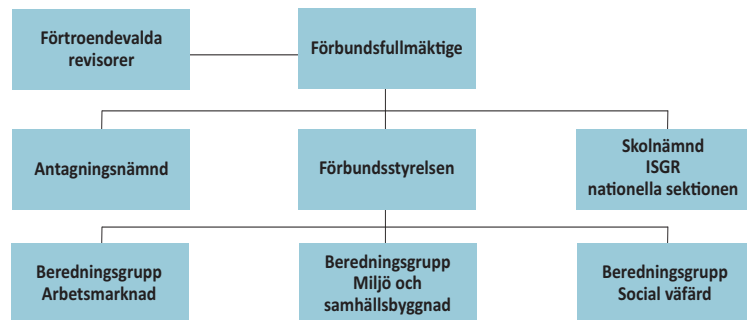 Förtroendevalda
revisorer
Förbundsfullmäktige
Antagningsnämnd
Förbundsstyrelsen
Skolnämnd
ISGR
nationella sektionen
Beredningsgrupp
Arbetsmarknad
Beredningsgrupp
Miljö och
samhällsbyggnad
Beredningsgrupp
Social väfärd